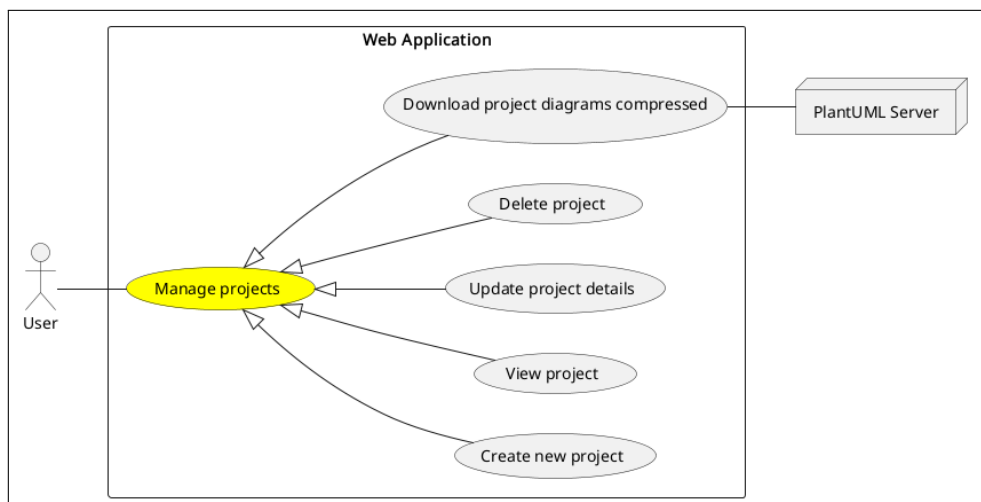 Web Application
Download project diagrams compressed
PlantUML Server
Delete project
User
Manage projects
Update project details
View project
Create new project